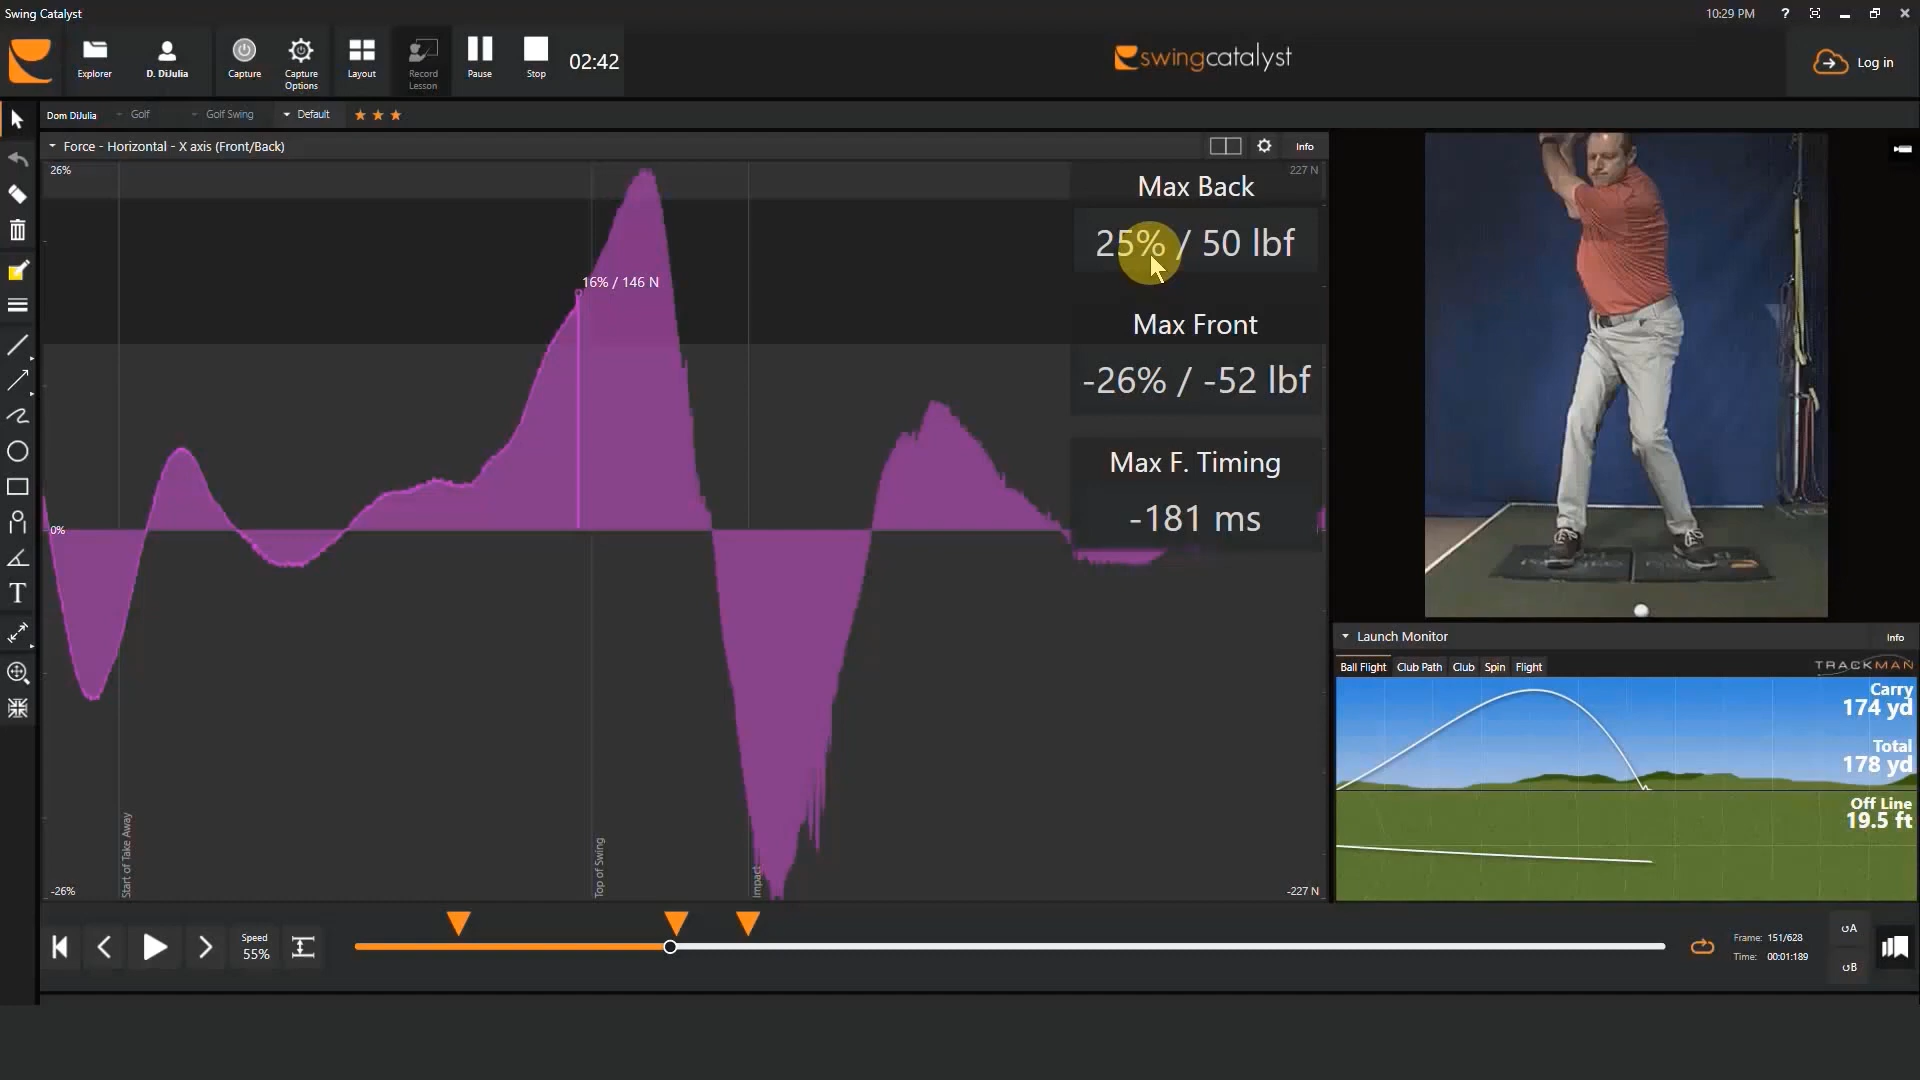 Swing Catalyst
10:29 PM
?
Explorer
D. DiJulia
Capture
Capture
Options
Layout
Record
Lesson
Pause
Stop
02:42
swingcatalyst
Log in
Dom DiJulia
Golf
Golf Swing
Default
Force - Horizontal - X axis (Front/Back)
Info
26%
227 N
Max Back
25% / 50 lbf
16% / 146 N
Max Front
-26% / -52 lbf
Max F. Timing
-181 ms
0%
Start of Take Away
Top of Swing
Impact
-26%
-227 N
T
Launch Monitor
Info
Ball Flight
Club Path
Club
Spin
Flight
TRACKMAN
Carry
174 yd
Total
178 yd
Off Line
19.5 ft
Speed
55%
Frame: 151/628
Time: 00:01:189
A
B